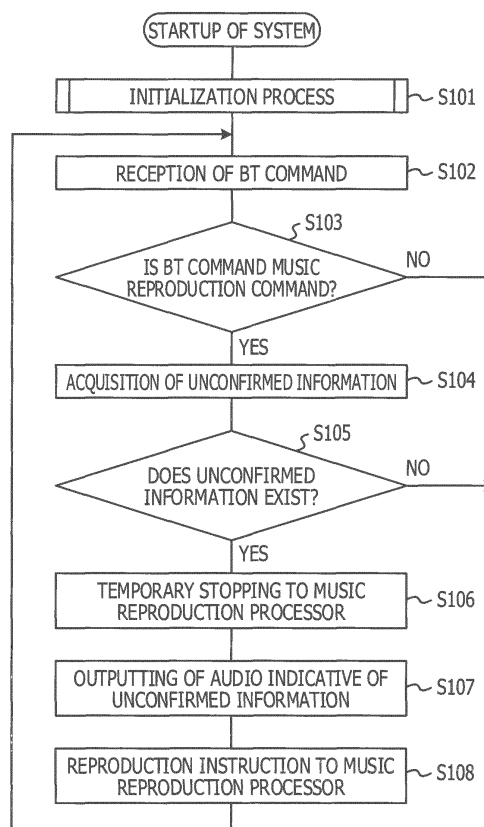 STARTUP OF SYSTEM
INITIALIZATION PROCESS
S101
RECEPTION OF BT COMMAND
S102
S103
IS BT COMMAND MUSIC
REPRODUCTION COMMAND?
NO
YES
ACQUISITION OF UNCONFIRMED INFORMATION
S104
S105
DOES UNCONFIRMED
INFORMATION EXIST?
NO
YES
TEMPORARY STOPPING TO MUSIC
REPRODUCTION PROCESSOR
S106
OUTPUTTING OF AUDIO INDICATIVE OF
UNCONFIRMED INFORMATION
S107
REPRODUCTION INSTRUCTION TO MUSIC
REPRODUCTION PROCESSOR
S108